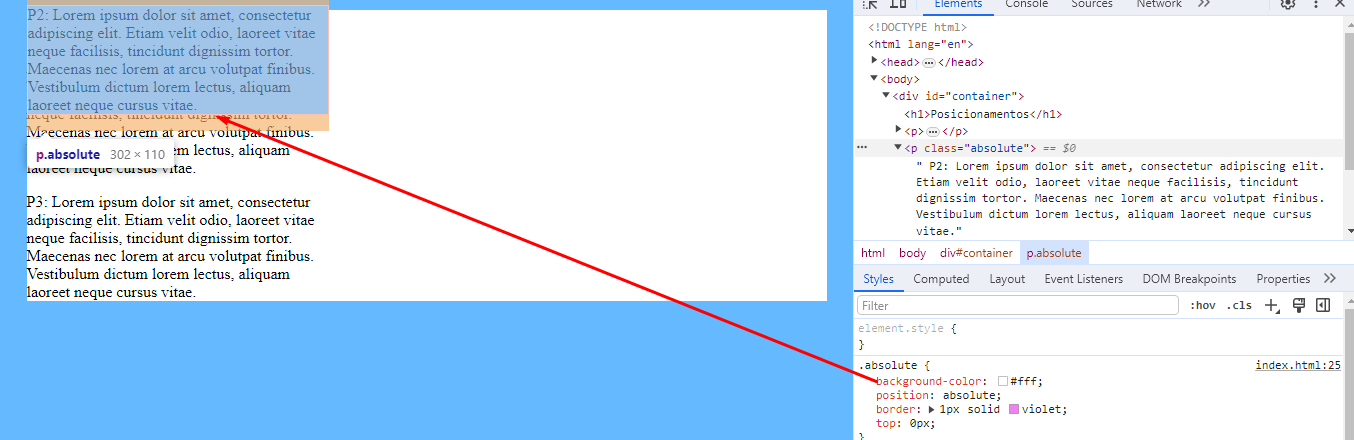 P2: Lorem ipsum dolor sit amet, consectetur
adipiscing elit. Etiam velit odio, laoreet vitae
neque facilisis, tincidunt dignissim tortor.
Maecenas nec lorem at arcu volutpat finibus.
Vestibulum dictum lorem lectus, aliquam
laoreet neque cursus vitae.
neque facilisis, tincidunt dignissim tortor.
Maecenas nec lorem at arcu volutpat finibus.
p.absolute 302 × 110
lorem lectus, aliquam
laoreet neque cursus vitae.
P3: Lorem ipsum dolor sit amet, consectetur
adipiscing elit. Etiam velit odio, laoreet vitae
neque facilisis, tincidunt dignissim tortor.
Maecenas nec lorem at arcu volutpat finibus.
Vestibulum dictum lorem lectus, aliquam
laoreet neque cursus vitae.
Elements Console Sources Network
<!DOCTYPE html>
<html lang="en">
<head>…</head>
<body>
<div id="container">
<h1>Posicionamentos</h1>
<p>…</p>
… <p class="absolute"> == $0
" P2: Lorem ipsum dolor sit amet, consectetur adipiscing elit.
Etiam velit odio, laoreet vitae neque facilisis, tincidunt
dignissim tortor. Maecenas nec lorem at arcu volutpat finibus.
Vestibulum dictum lorem lectus, aliquam laoreet neque cursus
vitae."
html body div#container p.absolute
Styles Computed Layout Event Listeners DOM Breakpoints Properties
Filter :hov .cls
element.style {
}
.absolute { index.html:25
background-color: #fff;
position: absolute;
border: 1px solid violet;
top: 0px;
}